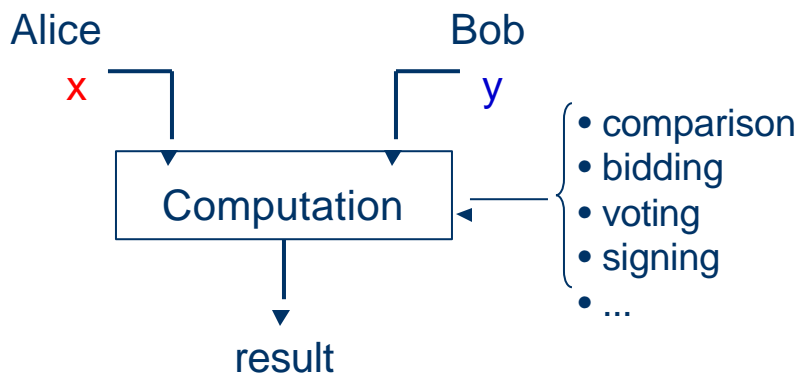 Alice
Bob
x
y
Computation
• comparison
• bidding
• voting
• signing
• ...
result